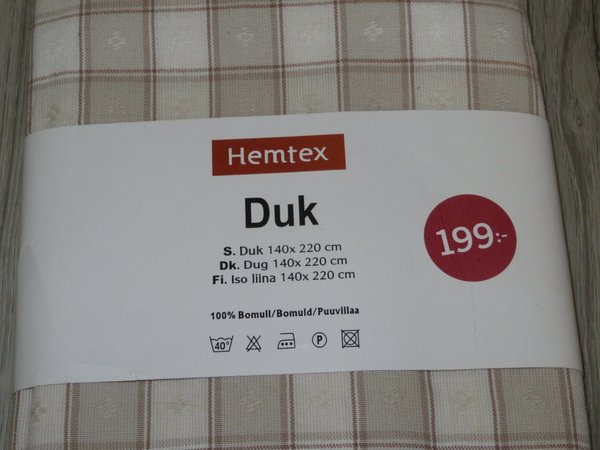 Hemtex
Duk
199:-
S. Duk 140x 220 cm
Dk. Dug 140x 220 cm
Fi. Iso liina 140x 220 cm
100% Bomull/Bomuld/Puuvillaa
40° P